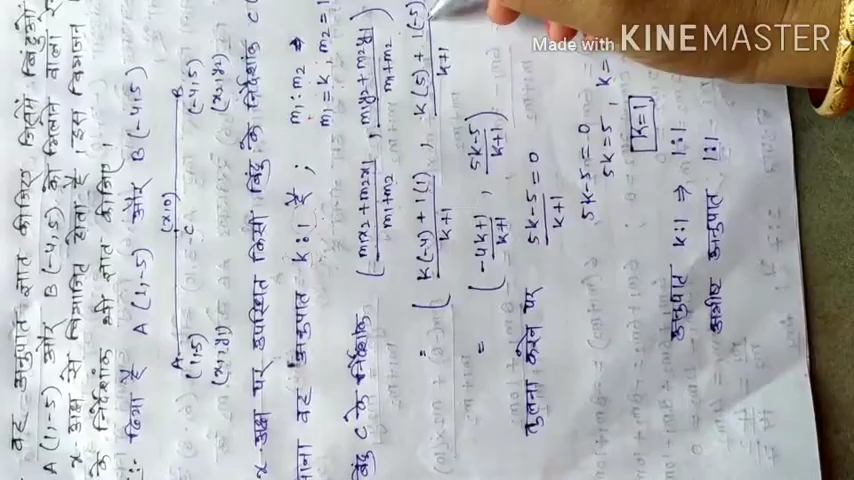 वह अनुपात ज्ञात कीजिए जिसमें बिंदुओं
A (1,-5) और B (-4,5) को मिलाने वाला
x-अक्ष से विभाजित होता है। इस विभाजन
के निर्देशांक भी ज्ञात कीजिए।
:- दिया है A (1,-5) और B (-4,5)
A (x,0) B
(1,-5) C (-4,5)
(x1,y1) (x2,y2)
x-अक्ष पर उपस्थित किसी बिंदु के निर्देशांक C
माना वह अनुपात k:1 है ; m1:m2 ⇒
m1=k, m2=1
बिंदु C के निर्देशांक (m1x2+m2x1/m1+m2 , m1y2+m2y1/m1+m2)
= (k(-4)+1(1)/k+1 , k(5)+1(-5)/k+1
= (-4k+1/k+1 , 5k-5/k+1)
तुलना करने पर 5k-5/k+1 = 0
5k-5=0
5k=5, k=
k=1
अनुपात k:1 ⇒ 1:1
अभीष्ट अनुपात 1:1
Made with KINEMASTER